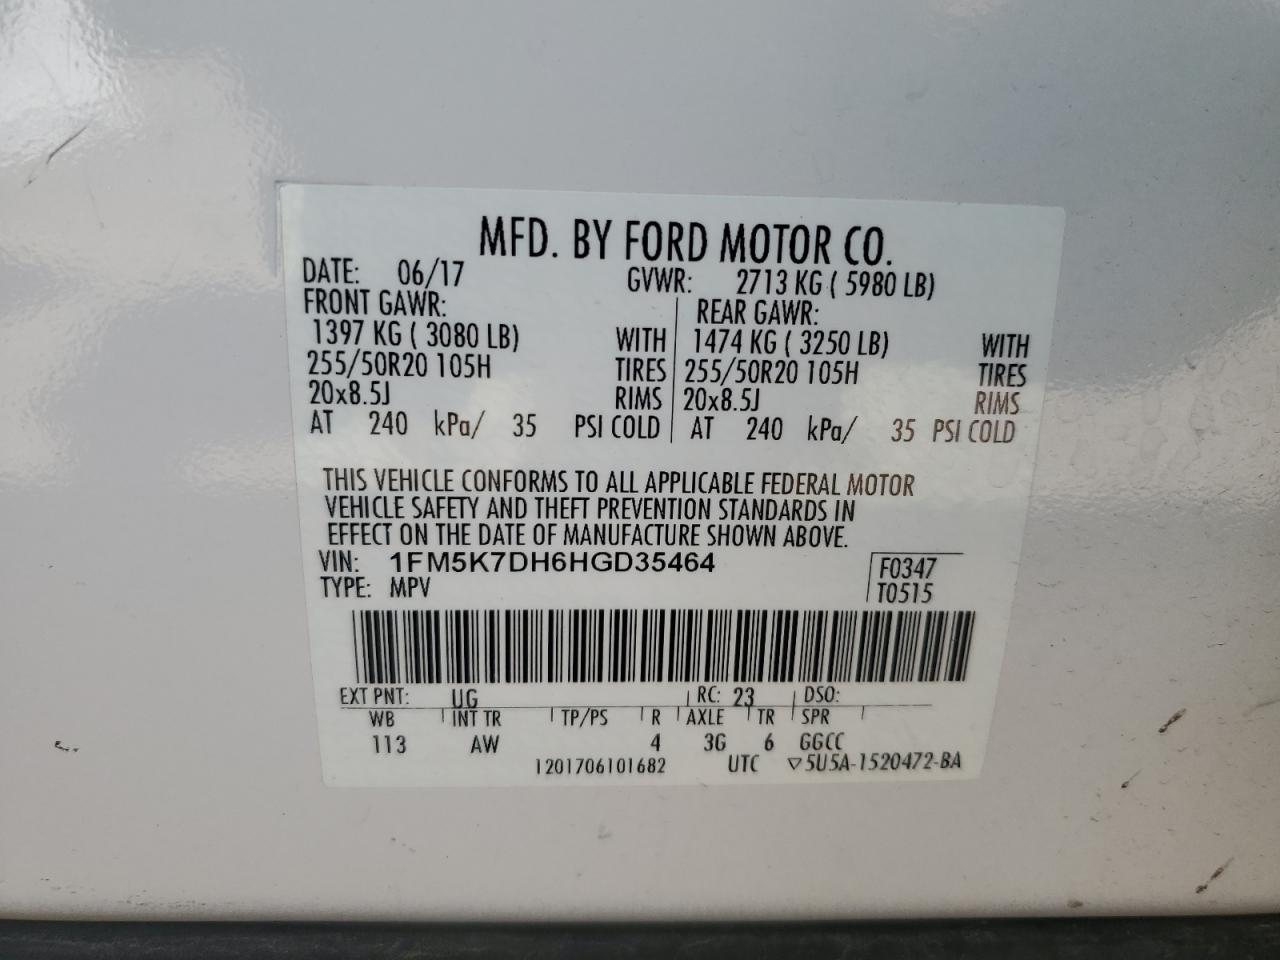 MFD. BY FORD MOTOR CO.
DATE: 06/17 GVWR: 2713 KG ( 5980 LB)
FRONT GAWR: REAR GAWR:
1397 KG ( 3080 LB) WITH 1474 KG ( 3250 LB) WITH
255/50R20 105H TIRES 255/50R20 105H TIRES
20x8.5J RIMS 20x8.5J RIMS
AT 240 kPa/ 35 PSI COLD AT 240 kPa/ 35 PSI COLD
THIS VEHICLE CONFORMS TO ALL APPLICABLE FEDERAL MOTOR
VEHICLE SAFETY AND THEFT PREVENTION STANDARDS IN
EFFECT ON THE DATE OF MANUFACTURE SHOWN ABOVE.
VIN: 1FM5K7DH6HGD35464 F0347
TYPE: MPV T0515
EXT PNT: UG RC: 23 DSO:
WB INT TR TP/PS R AXLE TR SPR
113 AW 4 3G 6 GGCC
1201706101682 UTC ▽5U5A-1520472-BA